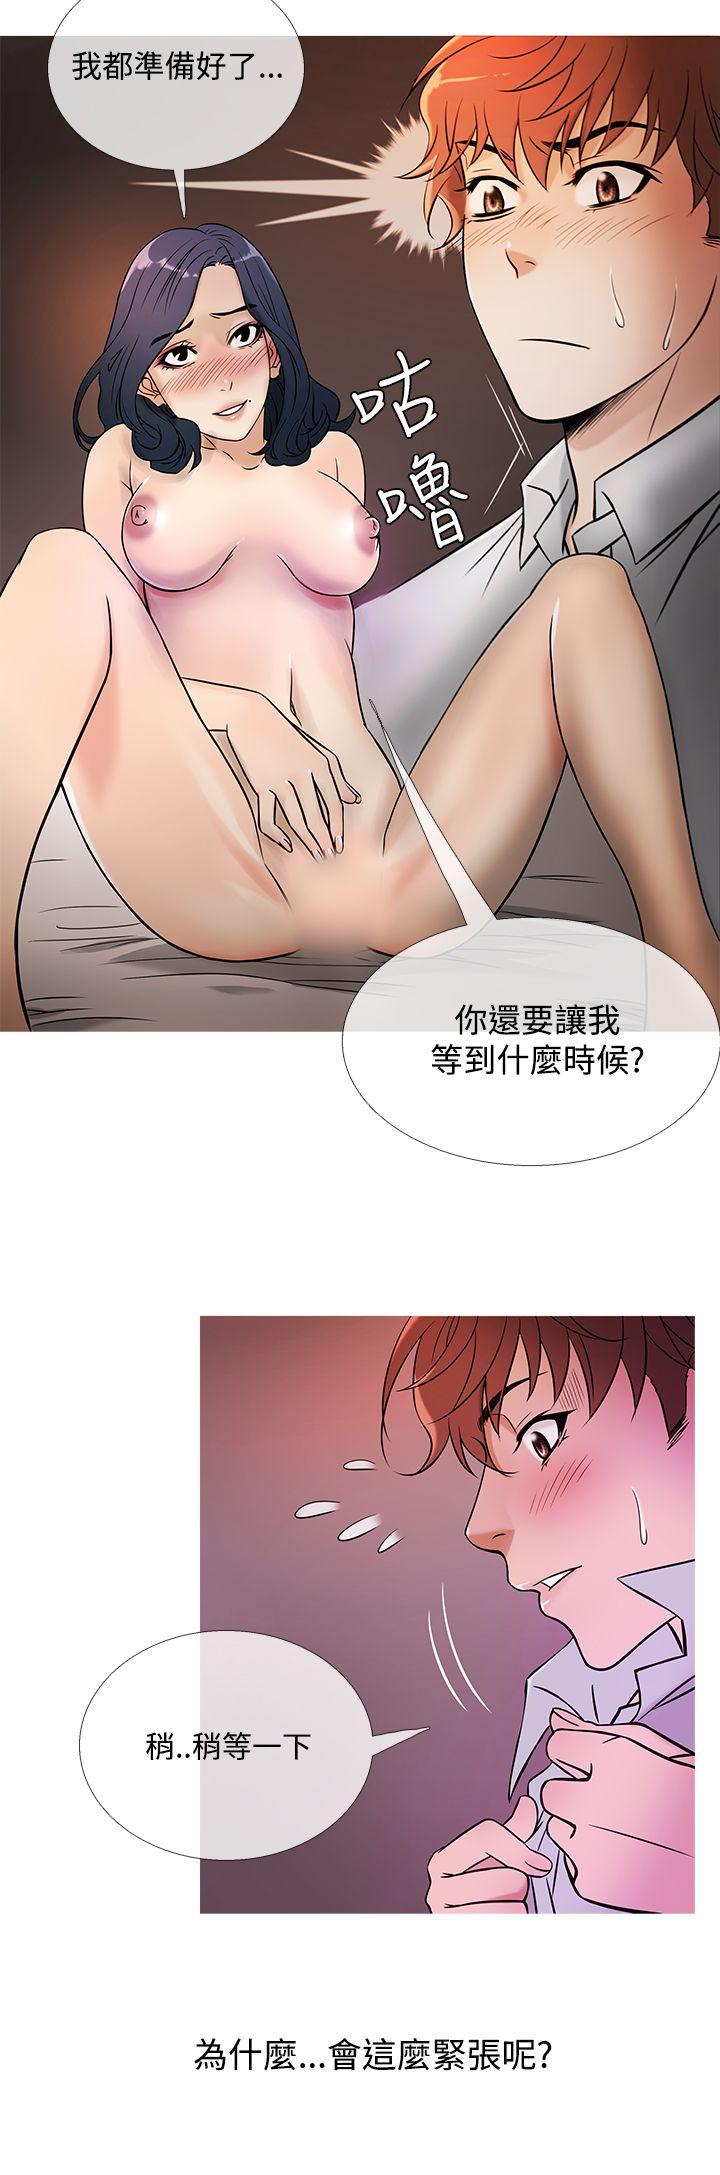 我都準備好了...
咕
嚕
你還要讓我
等到什麼時候?
稍..稍等一下
為什麼...會這麼緊張呢?